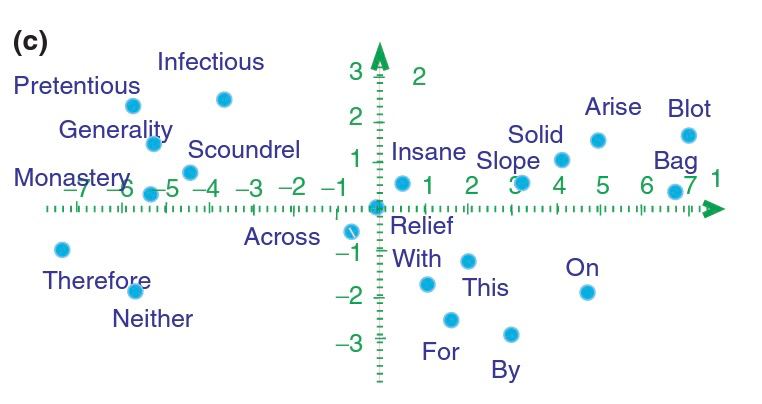 (c)
Infectious
3 2
Pretentious
Arise Blot
Generality 2
Solid
Scoundrel
Insane
Slope Bag
1
Monastery
–7 –6 –5 –4 –3 –2 –1 1 2 3 4 5 6 7 1
Relief
Across
–1
With
On
Therefore
This
–2
Neither
–3
For
By